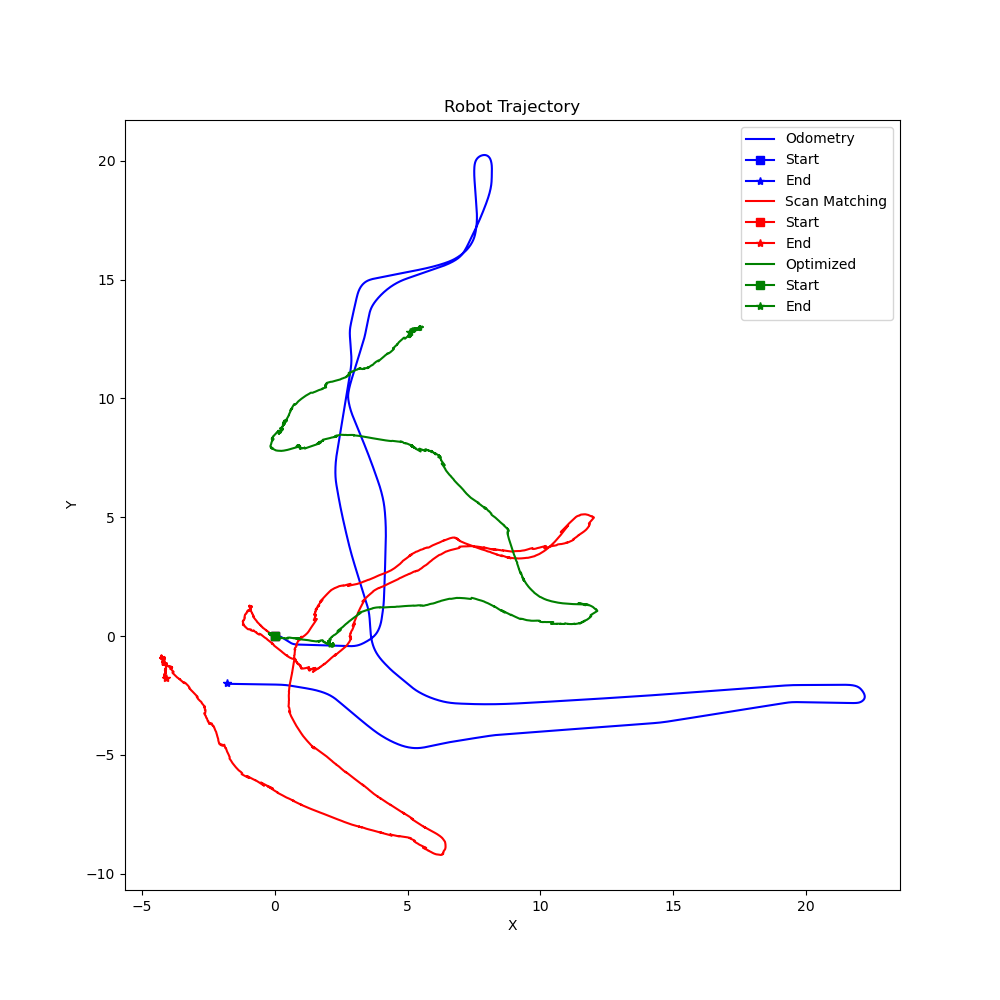 Robot Trajectory
Odometry
Start
End
Scan Matching
Start
End
Optimized
Start
End
20
15
10
5
0
−5
−10
Y
−5 0 5 10 15 20
X